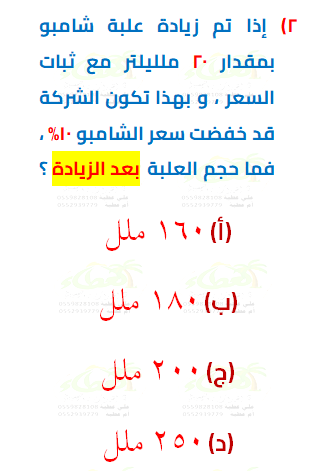 ٢) إذا تم زيادة علبة شامبو
بمقدار ٢٠ ملليلتر مع ثبات
السعر ، و بهذا تكون الشركة
قد خفضت سعر الشامبو ١٠% ،
فما حجم العلبة بعد الزيادة ؟
(أ) ١٦٠ ملل
(ب) ١٨٠ ملل
(ج) ٢٠٠ ملل
(د) ٢٥٠ ملل